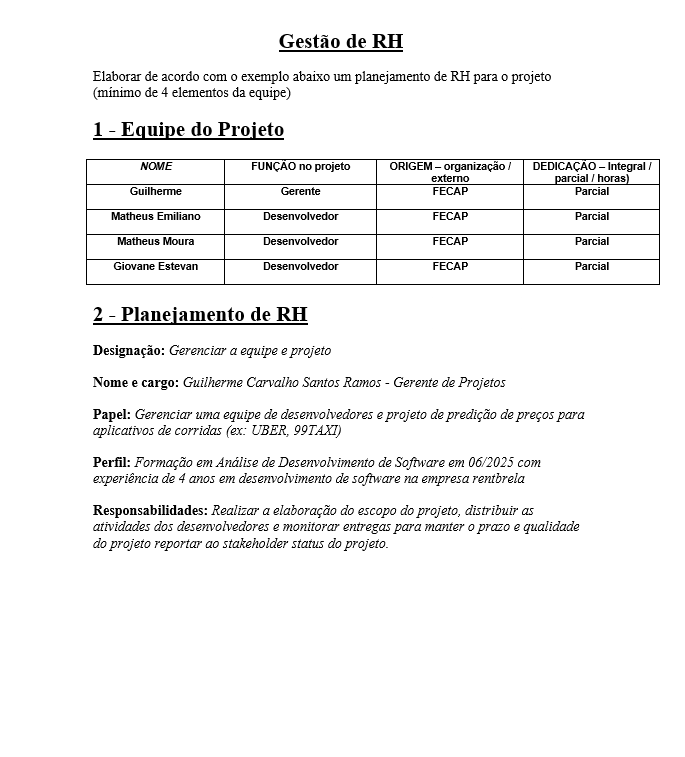 Gestão de RH
Elaborar de acordo com o exemplo abaixo um planejamento de RH para o projeto
(mínimo de 4 elementos da equipe)
1 - Equipe do Projeto
NOME FUNÇÃO no projeto ORIGEM – organização / externo DEDICAÇÃO – Integral / parcial / horas)
Guilherme Gerente FECAP Parcial
Matheus Emiliano Desenvolvedor FECAP Parcial
Matheus Moura Desenvolvedor FECAP Parcial
Giovane Estevan Desenvolvedor FECAP Parcial
2 - Planejamento de RH
Designação: Gerenciar a equipe e projeto
Nome e cargo: Guilherme Carvalho Santos Ramos - Gerente de Projetos
Papel: Gerenciar uma equipe de desenvolvedores e projeto de predição de preços para
aplicativos de corridas (ex: UBER, 99TAXI)
Perfil: Formação em Análise de Desenvolvimento de Software em 06/2025 com
experiência de 4 anos em desenvolvimento de software na empresa rentbrela
Responsabilidades: Realizar a elaboração do escopo do projeto, distribuir as
atividades dos desenvolvedores e monitorar entregas para manter o prazo e qualidade
do projeto reportar ao stakeholder status do projeto.